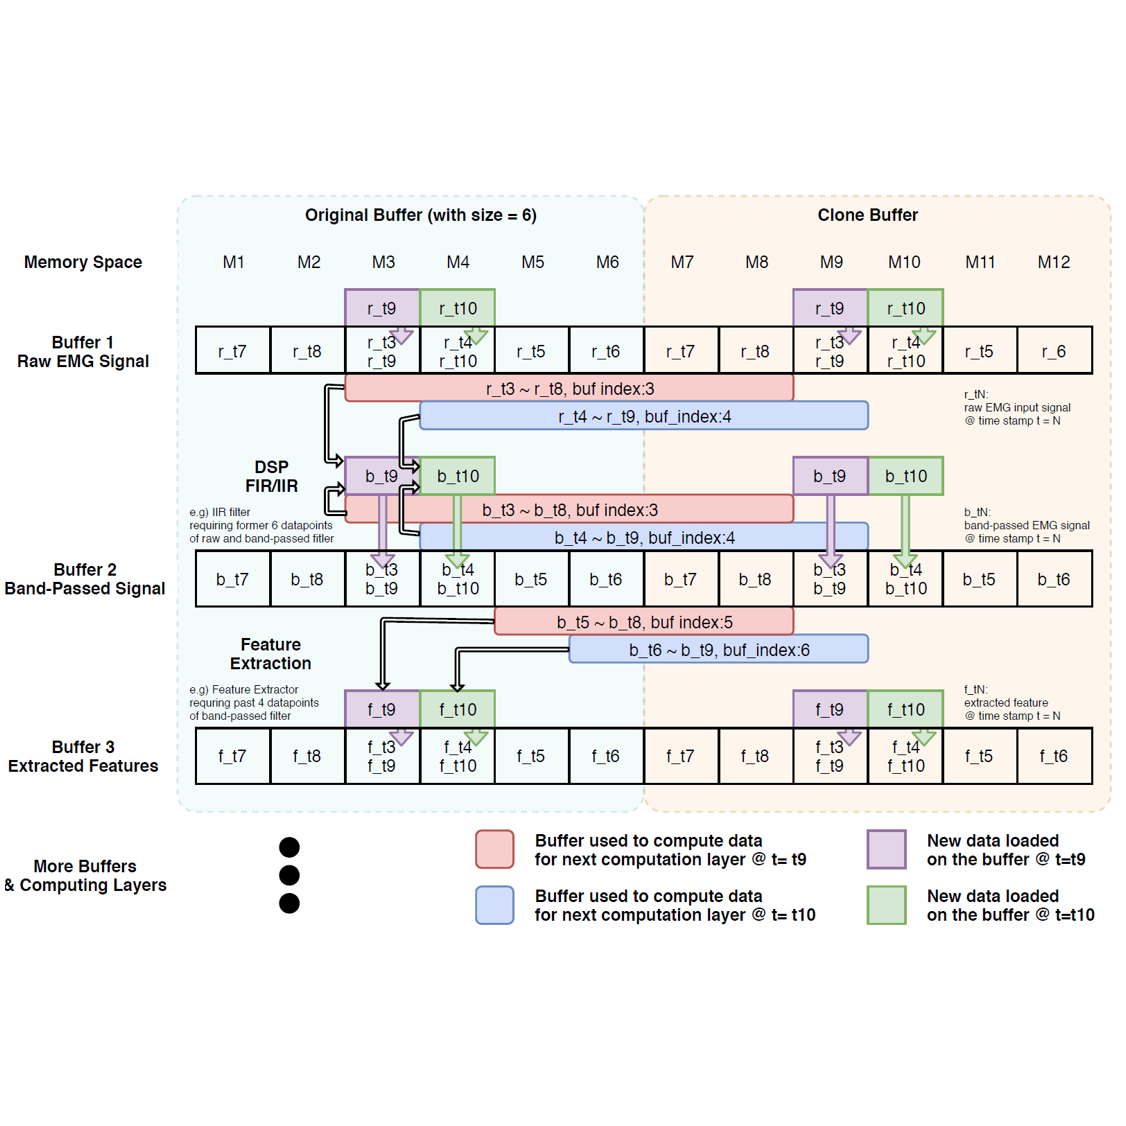 Original Buffer (with size = 6)
Clone Buffer
Memory Space
M1 M2 M3 M4 M5 M6 M7 M8 M9 M10 M11 M12
r_t9 r_t10 r_t9 r_t10
Buffer 1
Raw EMG Signal
r_t7 r_t8 r_t3 r_t4 r_t5 r_t6 r_t7 r_t8 r_t3 r_t4 r_t5 r_6
r_t9 r_t10 r_t9 r_t10
r_t3 ~ r_t8, buf index:3
r_t4 ~ r_t9, buf_index:4
r_tN:
raw EMG input signal
@ time stamp t = N
DSP
FIR/IIR
b_t9 b_t10 b_t9 b_t10
e.g) IIR filter
requiring former 6 datapoints
of raw and band-passed fitler
b_t3 ~ b_t8, buf index:3
b_t4 ~ b_t9, buf_index:4
b_tN:
band-passed EMG signal
@ time stamp t = N
Buffer 2
Band-Passed Signal
b_t7 b_t8 b_t3 b_t4 b_t5 b_t6 b_t7 b_t8 b_t3 b_t4 b_t5 b_t6
b_t9 b_t10 b_t9 b_t10
b_t5 ~ b_t8, buf index:5
b_t6 ~ b_t9, buf_index:6
Feature
Extraction
e.g) Feature Extractor
requring past 4 datapoints
of band-passed filter
f_t9 f_t10 f_t9 f_t10
f_tN:
extracted feature
@ time stamp t = N
Buffer 3
Extracted Features
f_t7 f_t8 f_t3 f_t4 f_t5 f_t6 f_t7 f_t8 f_t3 f_t4 f_t5 f_t6
f_t9 f_t10 f_t9 f_t10
More Buffers
& Computing Layers
Buffer used to compute data
for next computation layer @ t= t9
New data loaded
on the buffer @ t=t9
Buffer used to compute data
for next computation layer @ t= t10
New data loaded
on the buffer @ t=t10